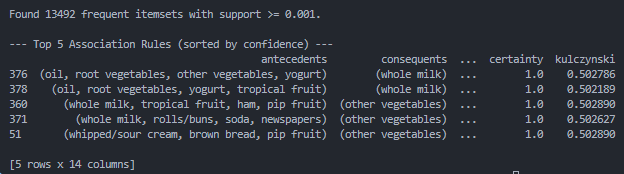 Found 13492 frequent itemsets with support >= 0.001.
--- Top 5 Association Rules (sorted by confidence) ---
antecedents consequents ... certainty kulczynski
376 (oil, root vegetables, other vegetables, yogurt) (whole milk) ... 1.0 0.502786
378 (oil, root vegetables, yogurt, tropical fruit) (whole milk) ... 1.0 0.502189
360 (whole milk, tropical fruit, ham, pip fruit) (other vegetables) ... 1.0 0.502890
371 (whole milk, rolls/buns, soda, newspapers) (other vegetables) ... 1.0 0.502627
51 (whipped/sour cream, brown bread, pip fruit) (other vegetables) ... 1.0 0.502890
[5 rows x 14 columns]